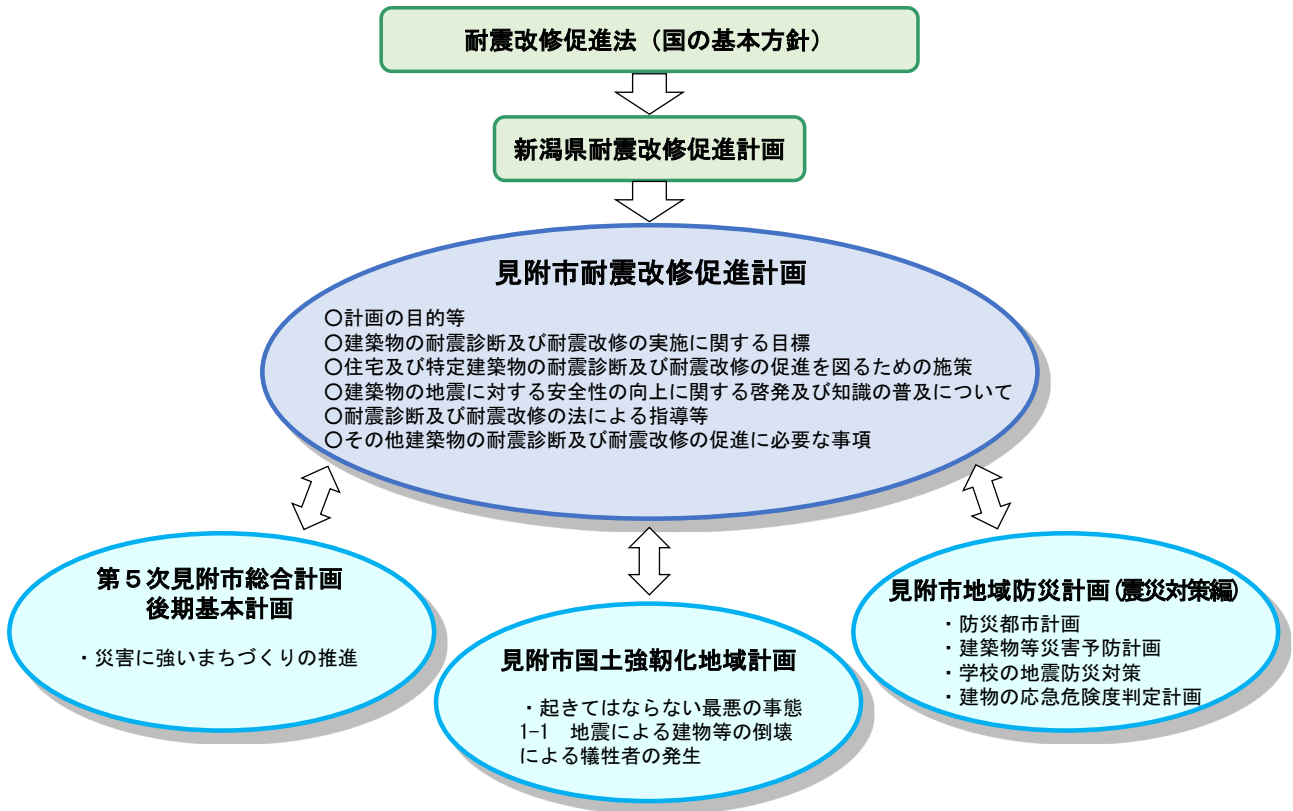 耐震改修促進法（国の基本方針）
新潟県耐震改修促進計画
見附市耐震改修促進計画
〇計画の目的等
〇建築物の耐震診断及び耐震改修の実施に関する目標
〇住宅及び特定建築物の耐震診断及び耐震改修の促進を図るための施策
〇建築物の地震に対する安全性の向上に関する啓発及び知識の普及について
〇耐震診断及び耐震改修の法による指導等
〇その他建築物の耐震診断及び耐震改修の促進に必要な事項
第５次見附市総合計画
後期基本計画
・災害に強いまちづくりの推進
見附市国土強靭化地域計画
・起きてはならない最悪の事態
1-1　地震による建物等の倒壊
による犠牲者の発生
見附市地域防災計画(震災対策編)
・防災都市計画
・建築物等災害予防計画
・学校の地震防災対策
・建物の応急危険度判定計画